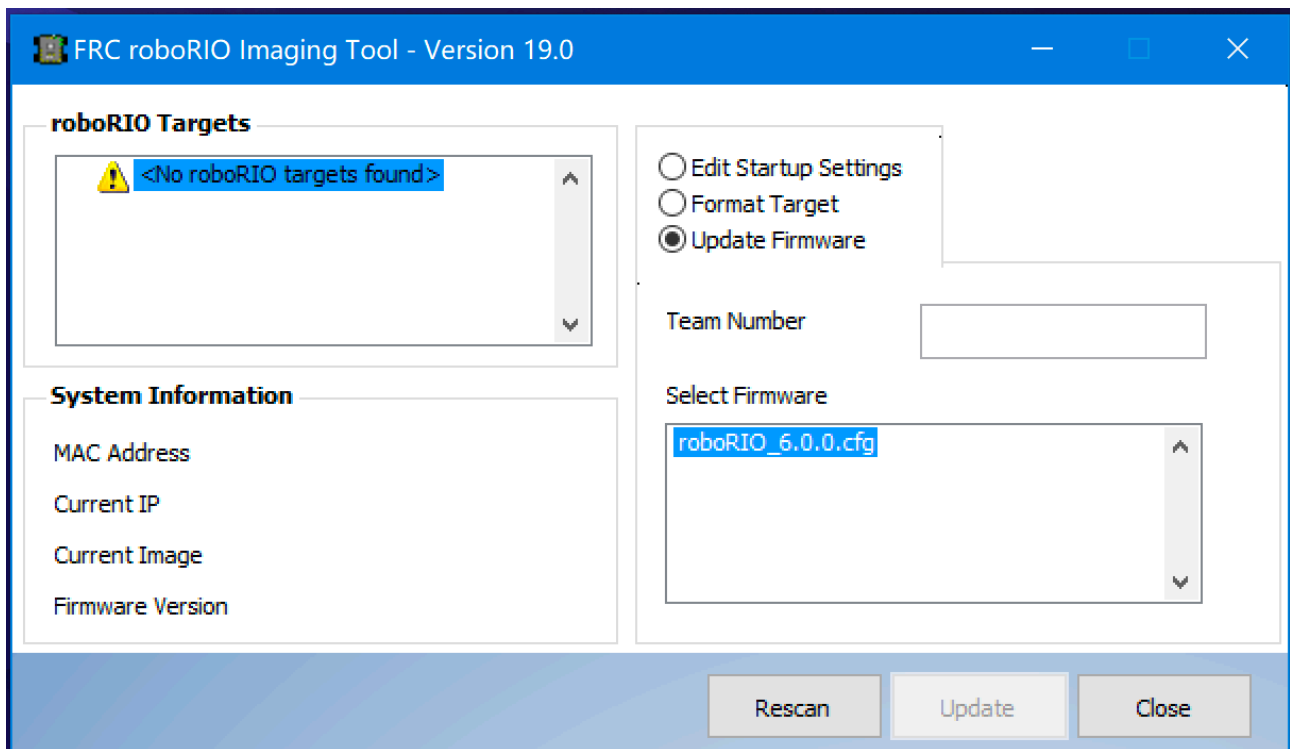 FRC roboRIO Imaging Tool - Version 19.0
roboRIO Targets
<No roboRIO targets found>
System Information
MAC Address
Current IP
Current Image
Firmware Version
Edit Startup Settings
Format Target
Update Firmware
Team Number
Select Firmware
roboRIO_6.0.0.cfg
Rescan
Update
Close